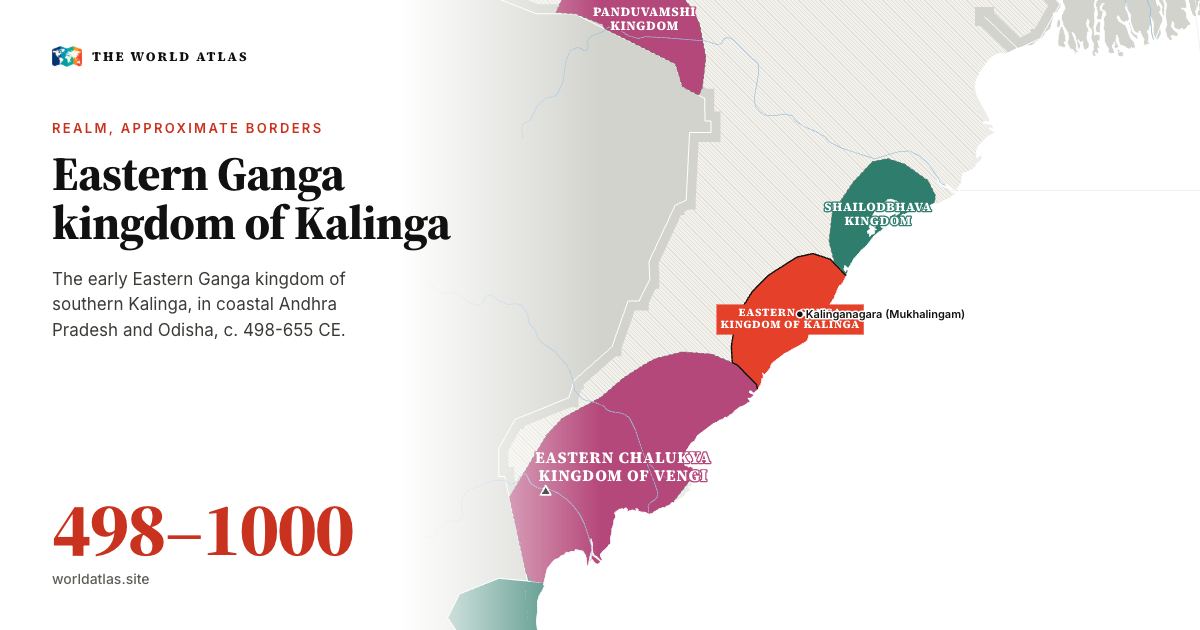 THE WORLD ATLAS
REALM, APPROXIMATE BORDERS
Eastern Ganga
kingdom of Kalinga
The early Eastern Ganga kingdom of
southern Kalinga, in coastal Andhra
Pradesh and Odisha, c. 498-655 CE.
498–1000
worldatlas.site
PANDUVAMSHI
KINGDOM
SHAILODBHAVA
KINGDOM
EASTERN
KINGDOM OF KALINGA
Kalinganagara (Mukhalingam)
EASTERN CHALUKYA
KINGDOM OF VENGI